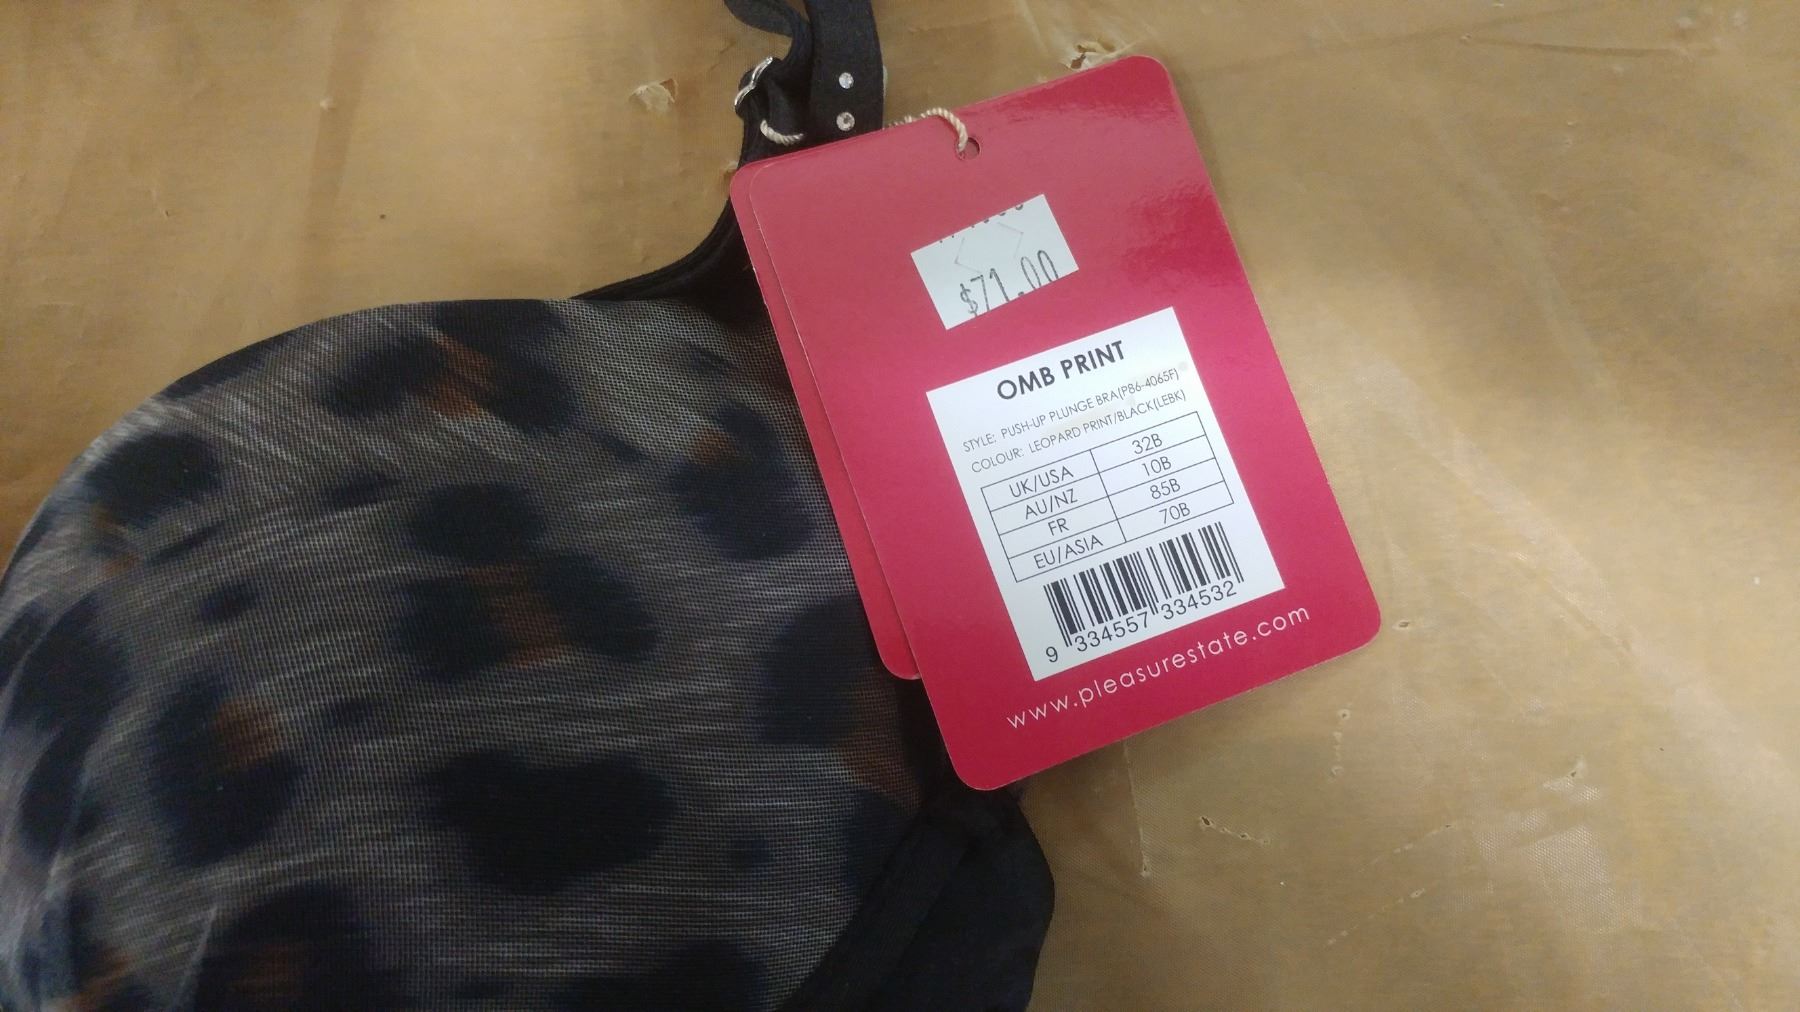 $71.00
OMB PRINT
STYLE: PUSH-UP PLUNGE BRA(P86-4065F)
COLOUR: LEOPARD PRINT/BLACK(LEBK)
UK/USA 32B
AU/NZ 10B
FR 85B
EU/ASIA 70B
9 334557 334532
www.pleasurestate.com